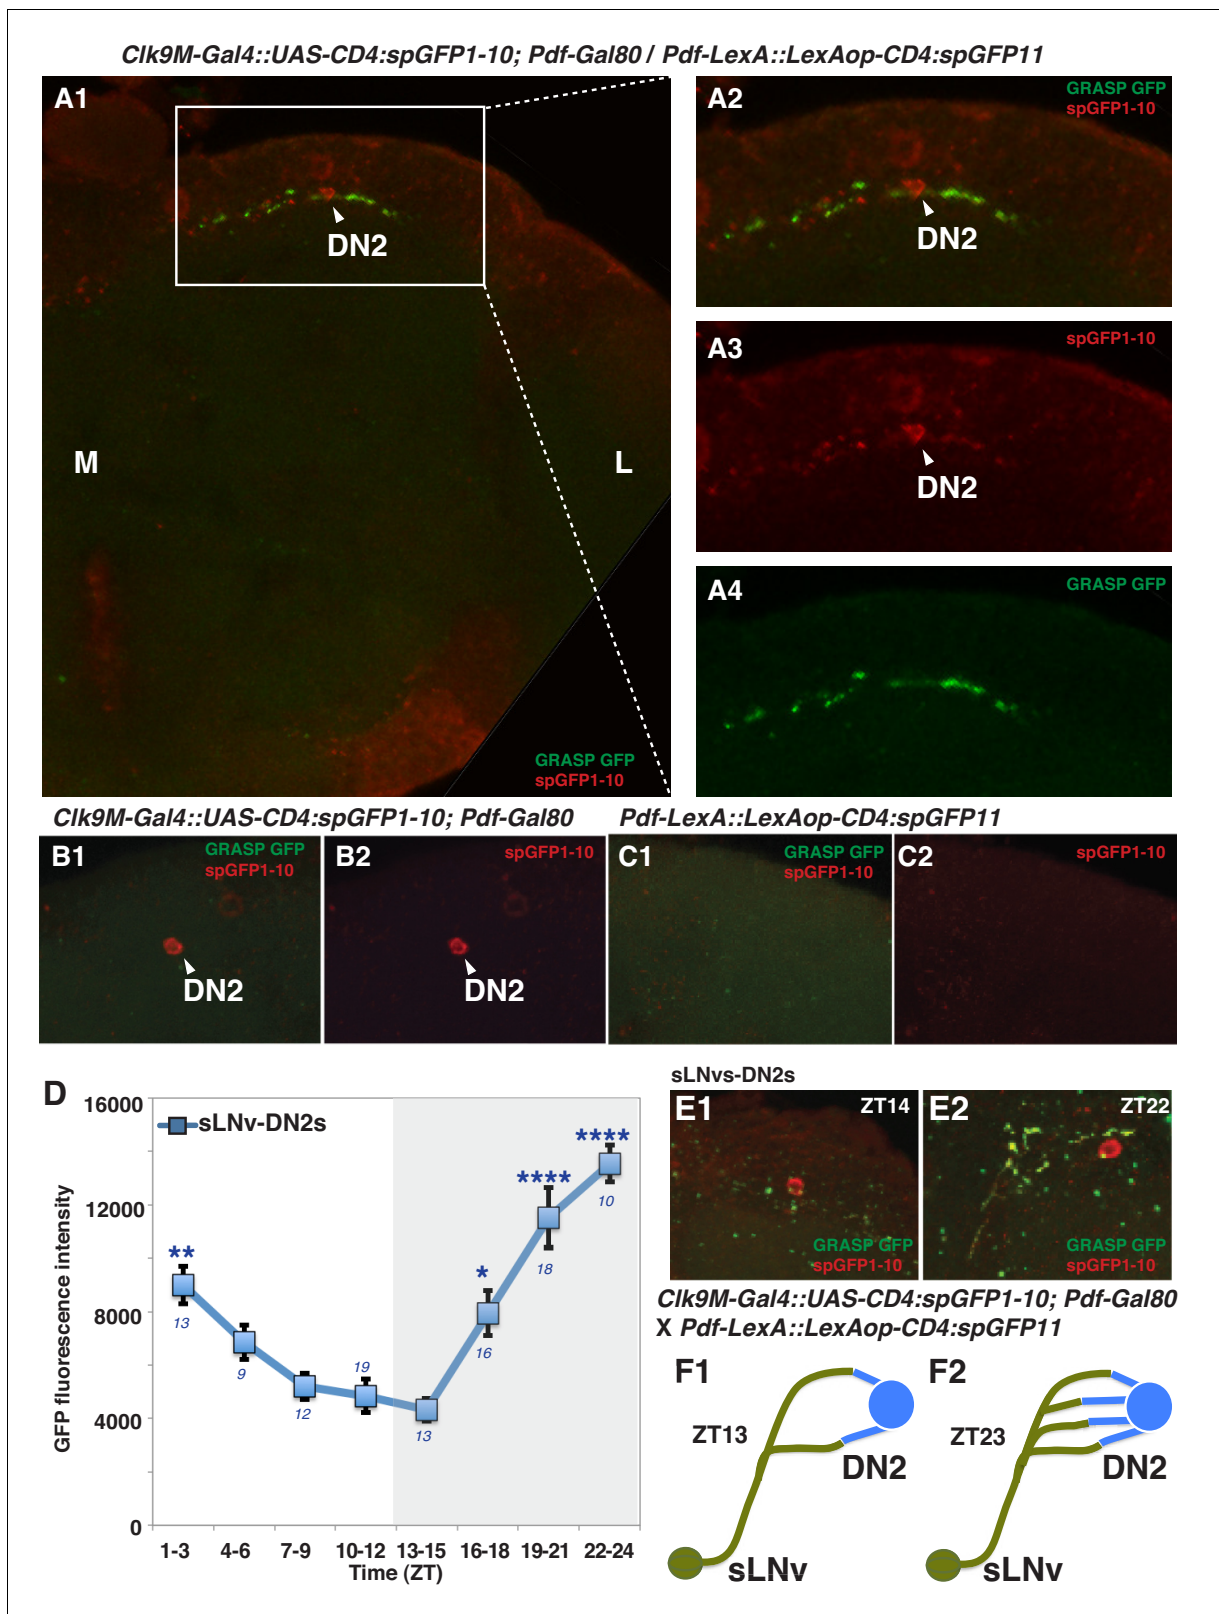 Clk9M-Gal4::UAS-CD4:spGFP1-10; Pdf-Gal80 / Pdf-LexA::LexAop-CD4:spGFP11
A1
DN2
M
L
GRASP GFP
spGFP1-10
A2
GRASP GFP
spGFP1-10
DN2
A3
spGFP1-10
DN2
A4
GRASP GFP
Clk9M-Gal4::UAS-CD4:spGFP1-10; Pdf-Gal80
Pdf-LexA::LexAop-CD4:spGFP11
B1
GRASP GFP
spGFP1-10
DN2
B2
spGFP1-10
DN2
C1
GRASP GFP
spGFP1-10
C2
spGFP1-10
D
sLNv-DN2s
GFP fluorescence intensity
16000
12000
8000
4000
0
**
*
****
****
13
9
12
19
13
16
18
10
1-3 4-6 7-9 10-12 13-15 16-18 19-21 22-24
Time (ZT)
sLNvs-DN2s
E1
ZT14
GRASP GFP
spGFP1-10
E2
ZT22
GRASP GFP
spGFP1-10
Clk9M-Gal4::UAS-CD4:spGFP1-10; Pdf-Gal80
X Pdf-LexA::LexAop-CD4:spGFP11
F1
ZT13
DN2
sLNv
F2
ZT23
DN2
sLNv